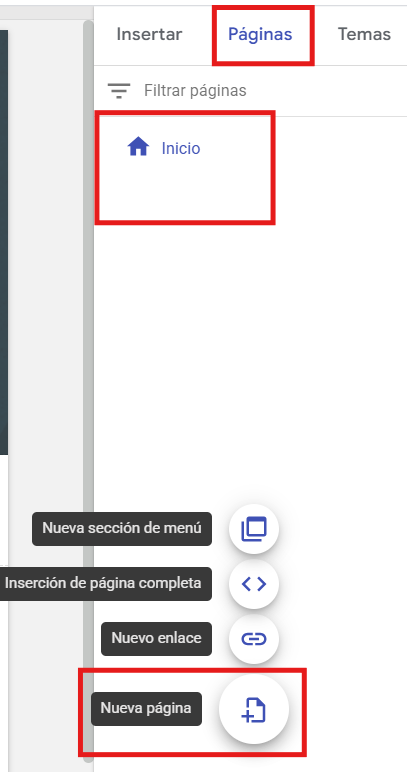 Insertar
Páginas
Temas
Filtrar páginas
Inicio
Nueva sección de menú
Inserción de página completa
Nuevo enlace
Nueva página